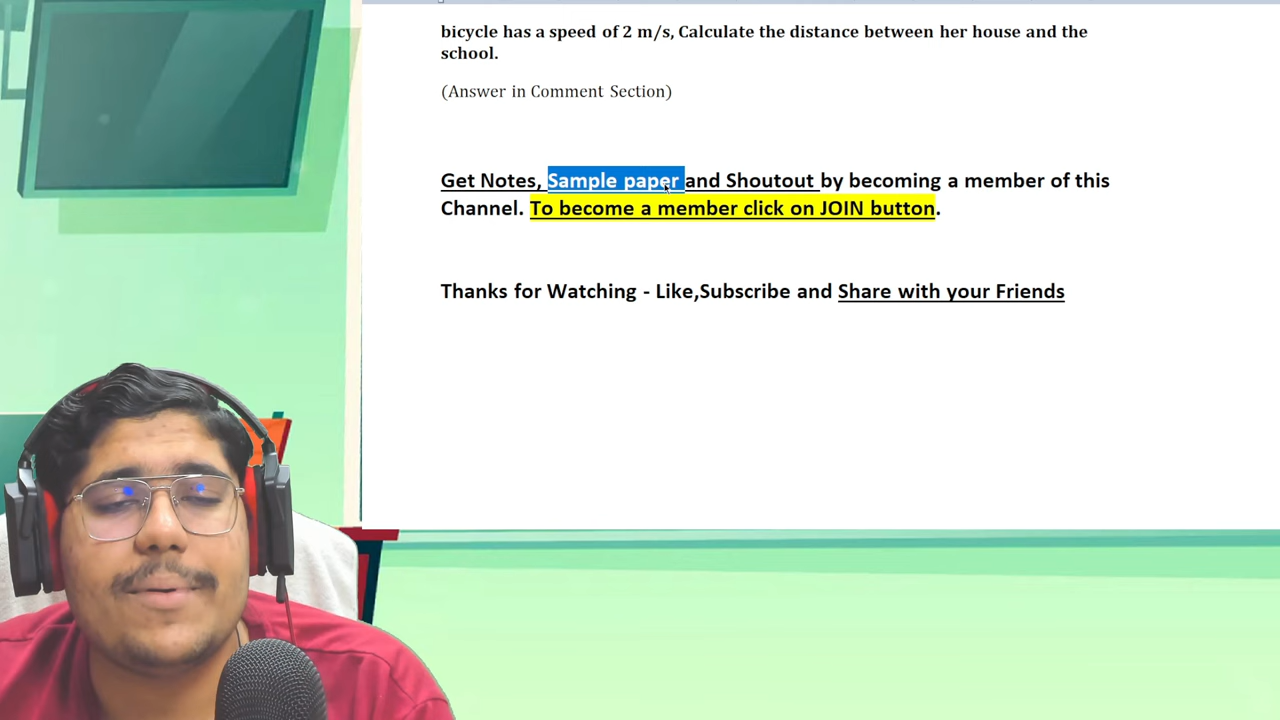 bicycle has a speed of 2 m/s, Calculate the distance between her house and the
school.
(Answer in Comment Section)
Get Notes, Sample paper and Shoutout by becoming a member of this
Channel. To become a member click on JOIN button.
Thanks for Watching - Like,Subscribe and Share with your Friends